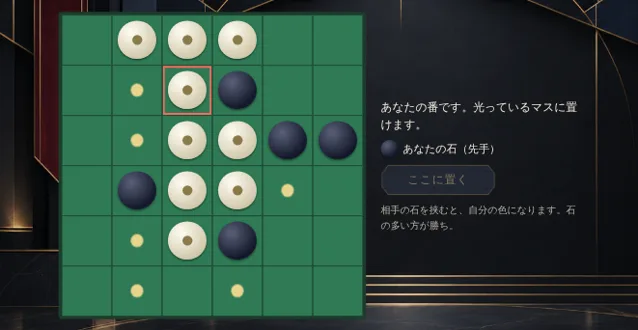 あなたの番です。光っているマスに置
けます。
あなたの石（先手）
ここに置く
相手の石を挟むと、自分の色になります。石
の多い方が勝ち。